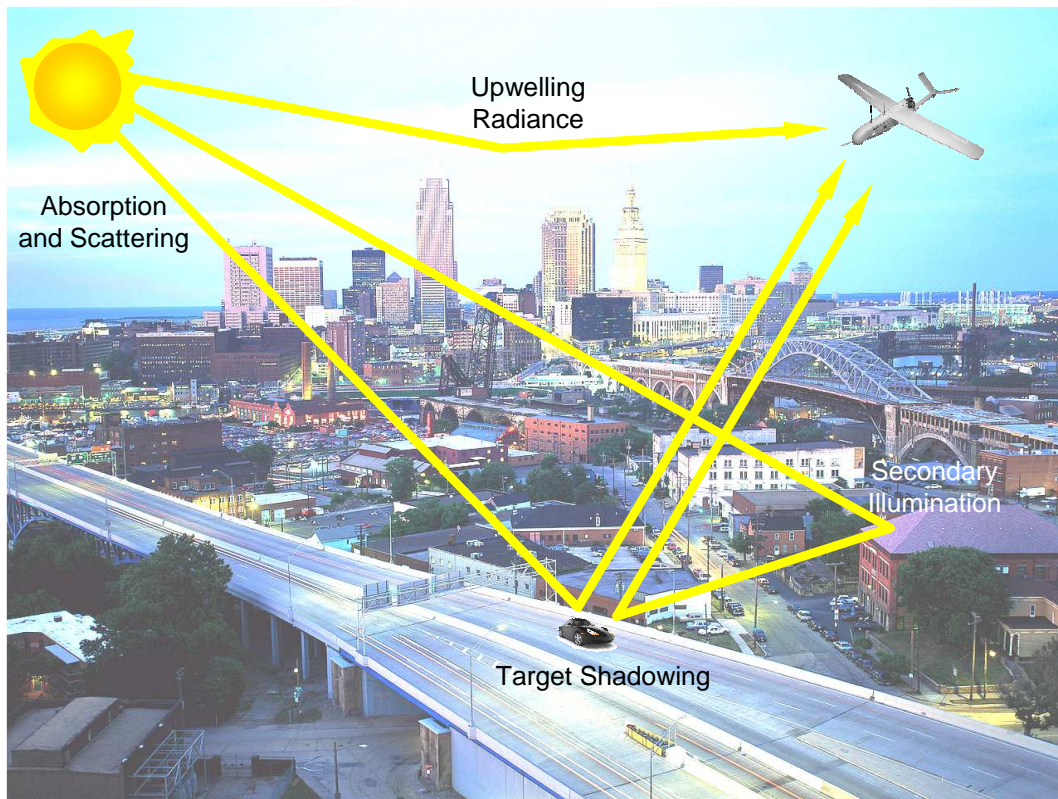 Upwelling
Radiance
Absorption
and Scattering
Secondary
Illumination
Target Shadowing